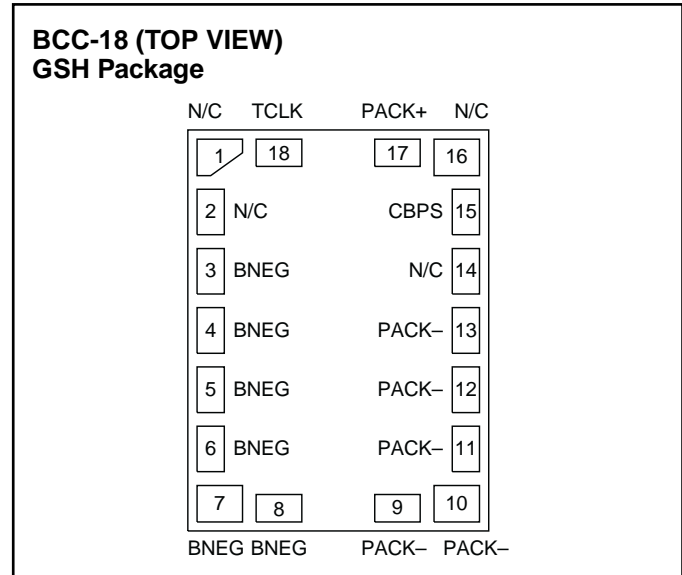 BCC-18 (TOP VIEW)
GSH Package
N/C TCLK PACK+ N/C
1 18 17 16
2 N/C CBPS 15
3 BNEG N/C 14
4 BNEG PACK– 13
5 BNEG PACK– 12
6 BNEG PACK– 11
7 8 9 10
BNEG BNEG PACK– PACK–